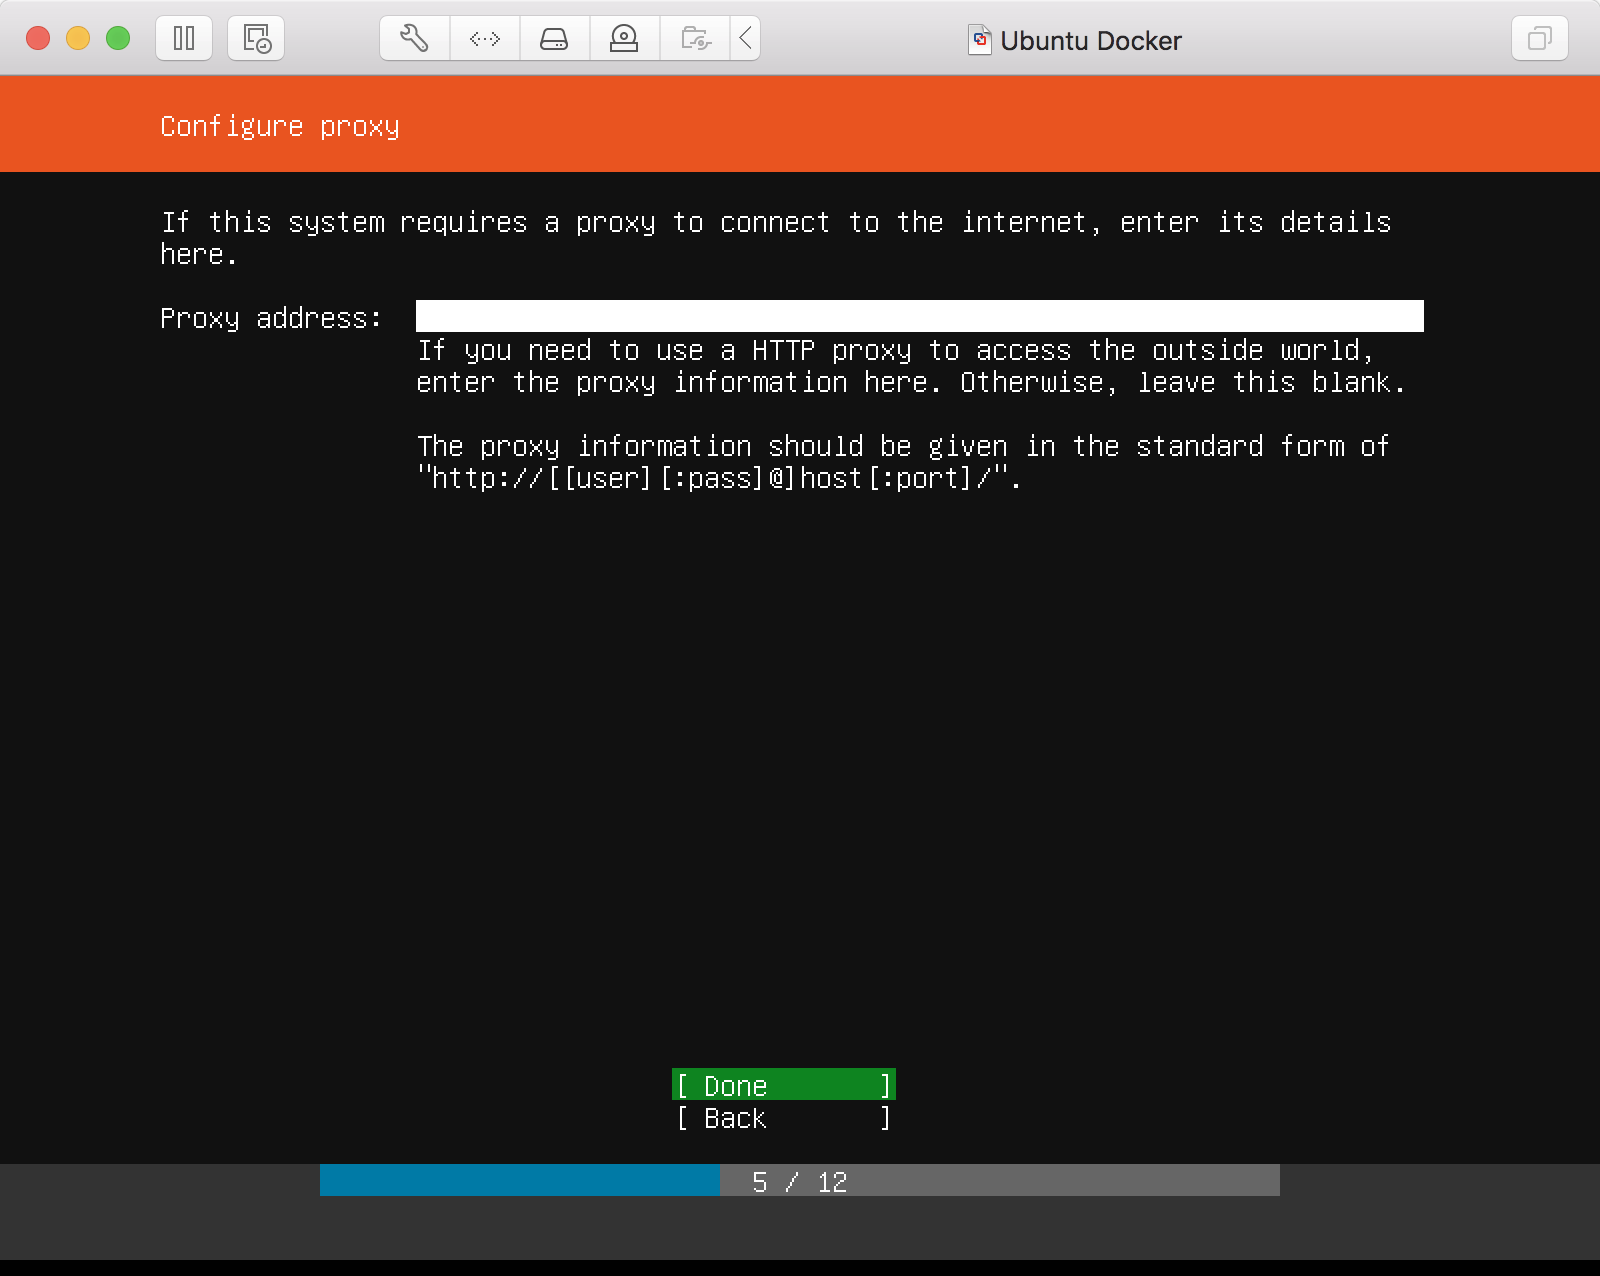 Ubuntu Docker
Configure proxy
If this system requires a proxy to connect to the internet, enter its details
here.
Proxy address:
If you need to use a HTTP proxy to access the outside world,
enter the proxy information here. Otherwise, leave this blank.
The proxy information should be given in the standard form of
"http://[[user][:pass]@]host[:port]/".
[ Done ]
[ Back ]
5 / 12